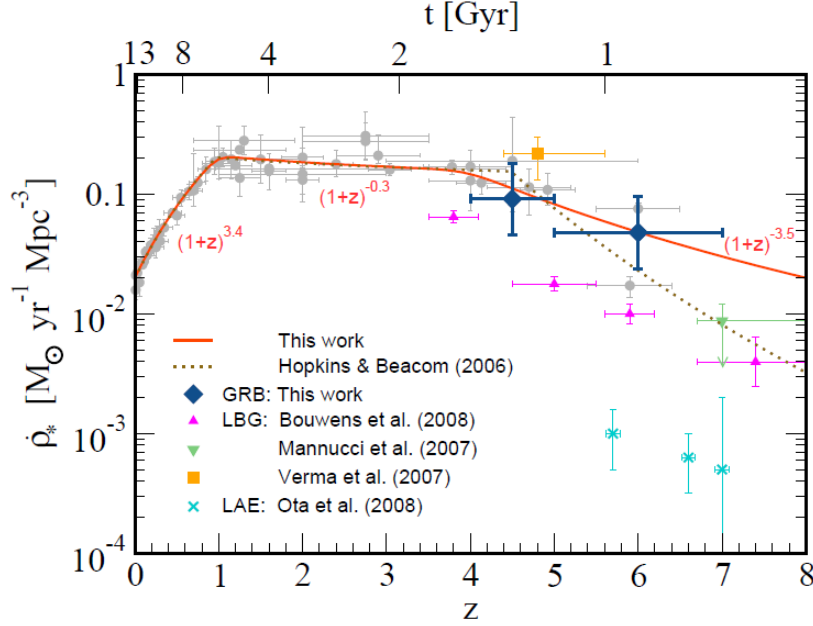 t [Gyr]
13 8 4 2 1
1
0.1
10^-2
10^-3
10^-4
ρ̇* [M⊙ yr^-1 Mpc^-3]
(1+z)^3.4
(1+z)^-0.3
(1+z)^-3.5
This work
Hopkins & Beacom (2006)
GRB: This work
LBG: Bouwens et al. (2008)
Mannucci et al. 2007)
Verma et al. (2007)
LAE: Ota et al. (2008)
0 1 2 3 4 5 6 7 8
z